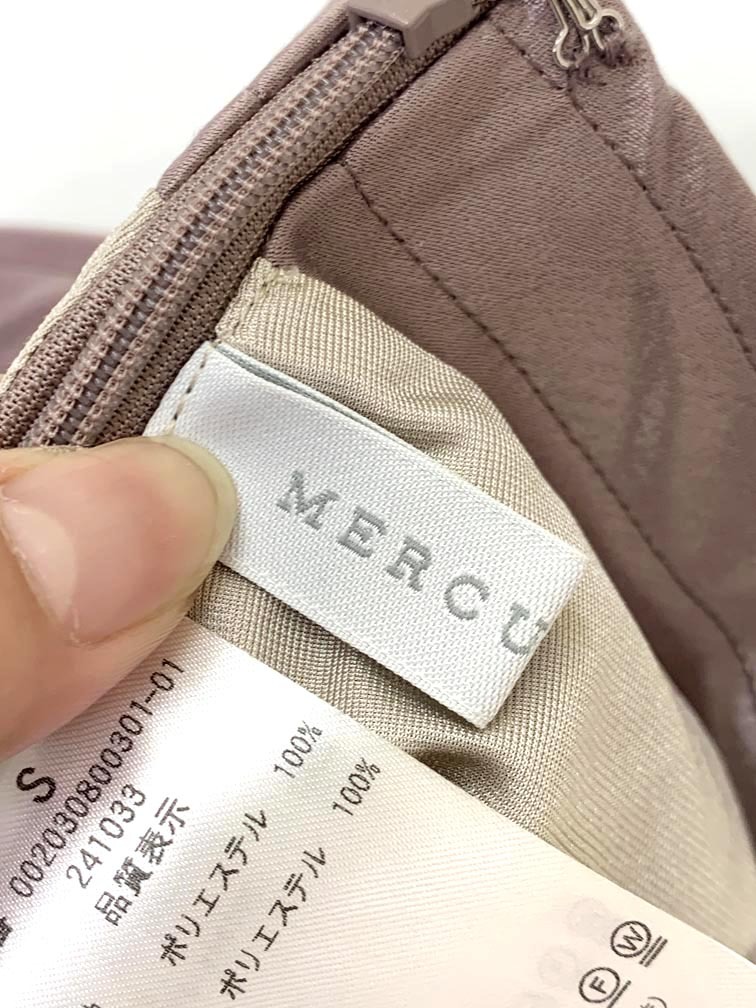 MERCU
S
002030800301-01
241033
品質表示
ポリエステル 100%
ポリエステル 100%
F W